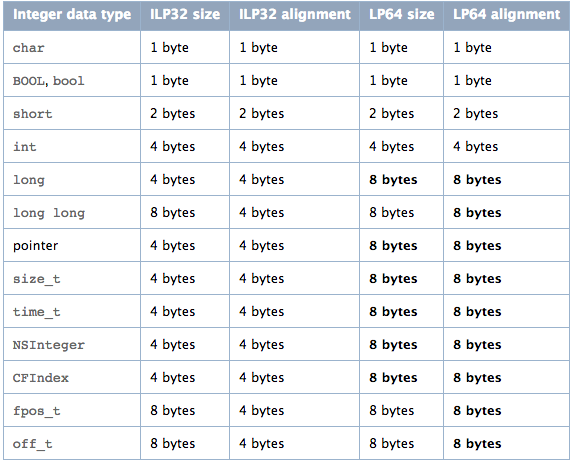 Integer data type ILP32 size ILP32 alignment LP64 size LP64 alignment
char 1 byte 1 byte 1 byte 1 byte
BOOL, bool 1 byte 1 byte 1 byte 1 byte
short 2 bytes 2 bytes 2 bytes 2 bytes
int 4 bytes 4 bytes 4 bytes 4 bytes
long 4 bytes 4 bytes 8 bytes 8 bytes
long long 8 bytes 4 bytes 8 bytes 8 bytes
pointer 4 bytes 4 bytes 8 bytes 8 bytes
size_t 4 bytes 4 bytes 8 bytes 8 bytes
time_t 4 bytes 4 bytes 8 bytes 8 bytes
NSInteger 4 bytes 4 bytes 8 bytes 8 bytes
CFIndex 4 bytes 4 bytes 8 bytes 8 bytes
fpos_t 8 bytes 4 bytes 8 bytes 8 bytes
off_t 8 bytes 4 bytes 8 bytes 8 bytes